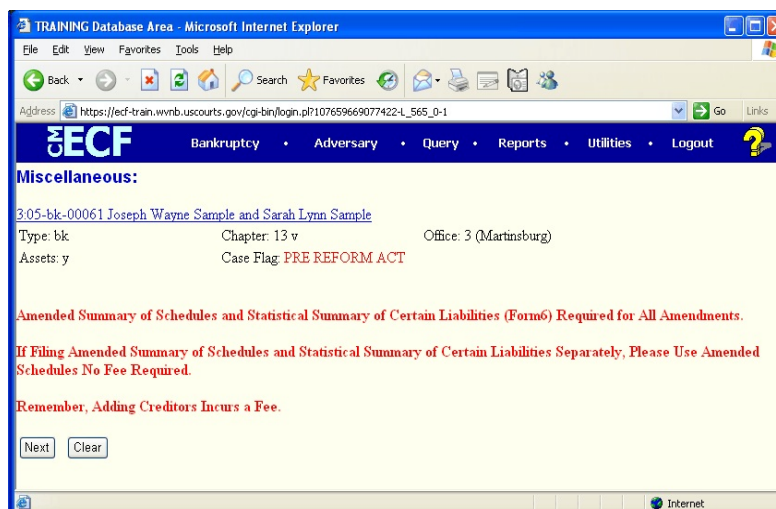 TRAINING Database Area - Microsoft Internet Explorer
File Edit View Favorites Tools Help
Back Search Favorites
Address https://ecf-train.wvnb.uscourts.gov/cgi-bin/login.pl?107659669077422-L_565_0-1 Go Links
CM ECF Bankruptcy • Adversary • Query • Reports • Utilities • Logout ?
Miscellaneous:
3:05-bk-00061 Joseph Wayne Sample and Sarah Lynn Sample
Type: bk Chapter: 13 v Office: 3 (Martinsburg)
Assets: y Case Flag: PRE REFORM ACT
Amended Summary of Schedules and Statistical Summary of Certain Liabilities (Form6) Required for All Amendments.
If Filing Amended Summary of Schedules and Statistical Summary of Certain Liabilities Separately, Please Use Amended
Schedules No Fee Required.
Remember, Adding Creditors Incurs a Fee.
Next Clear
Internet